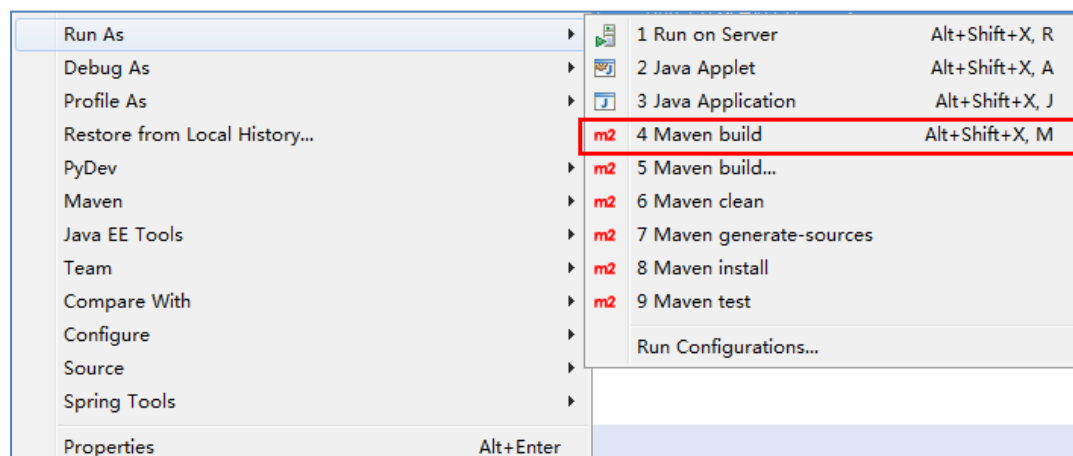 Run As
Debug As
Profile As
Restore from Local History...
PyDev
Maven
Java EE Tools
Team
Compare With
Configure
Source
Spring Tools
Properties Alt+Enter
1 Run on Server Alt+Shift+X, R
2 Java Applet Alt+Shift+X, A
3 Java Application Alt+Shift+X, J
m2 4 Maven build Alt+Shift+X, M
m2 5 Maven build...
m2 6 Maven clean
m2 7 Maven generate-sources
m2 8 Maven install
m2 9 Maven test
Run Configurations...